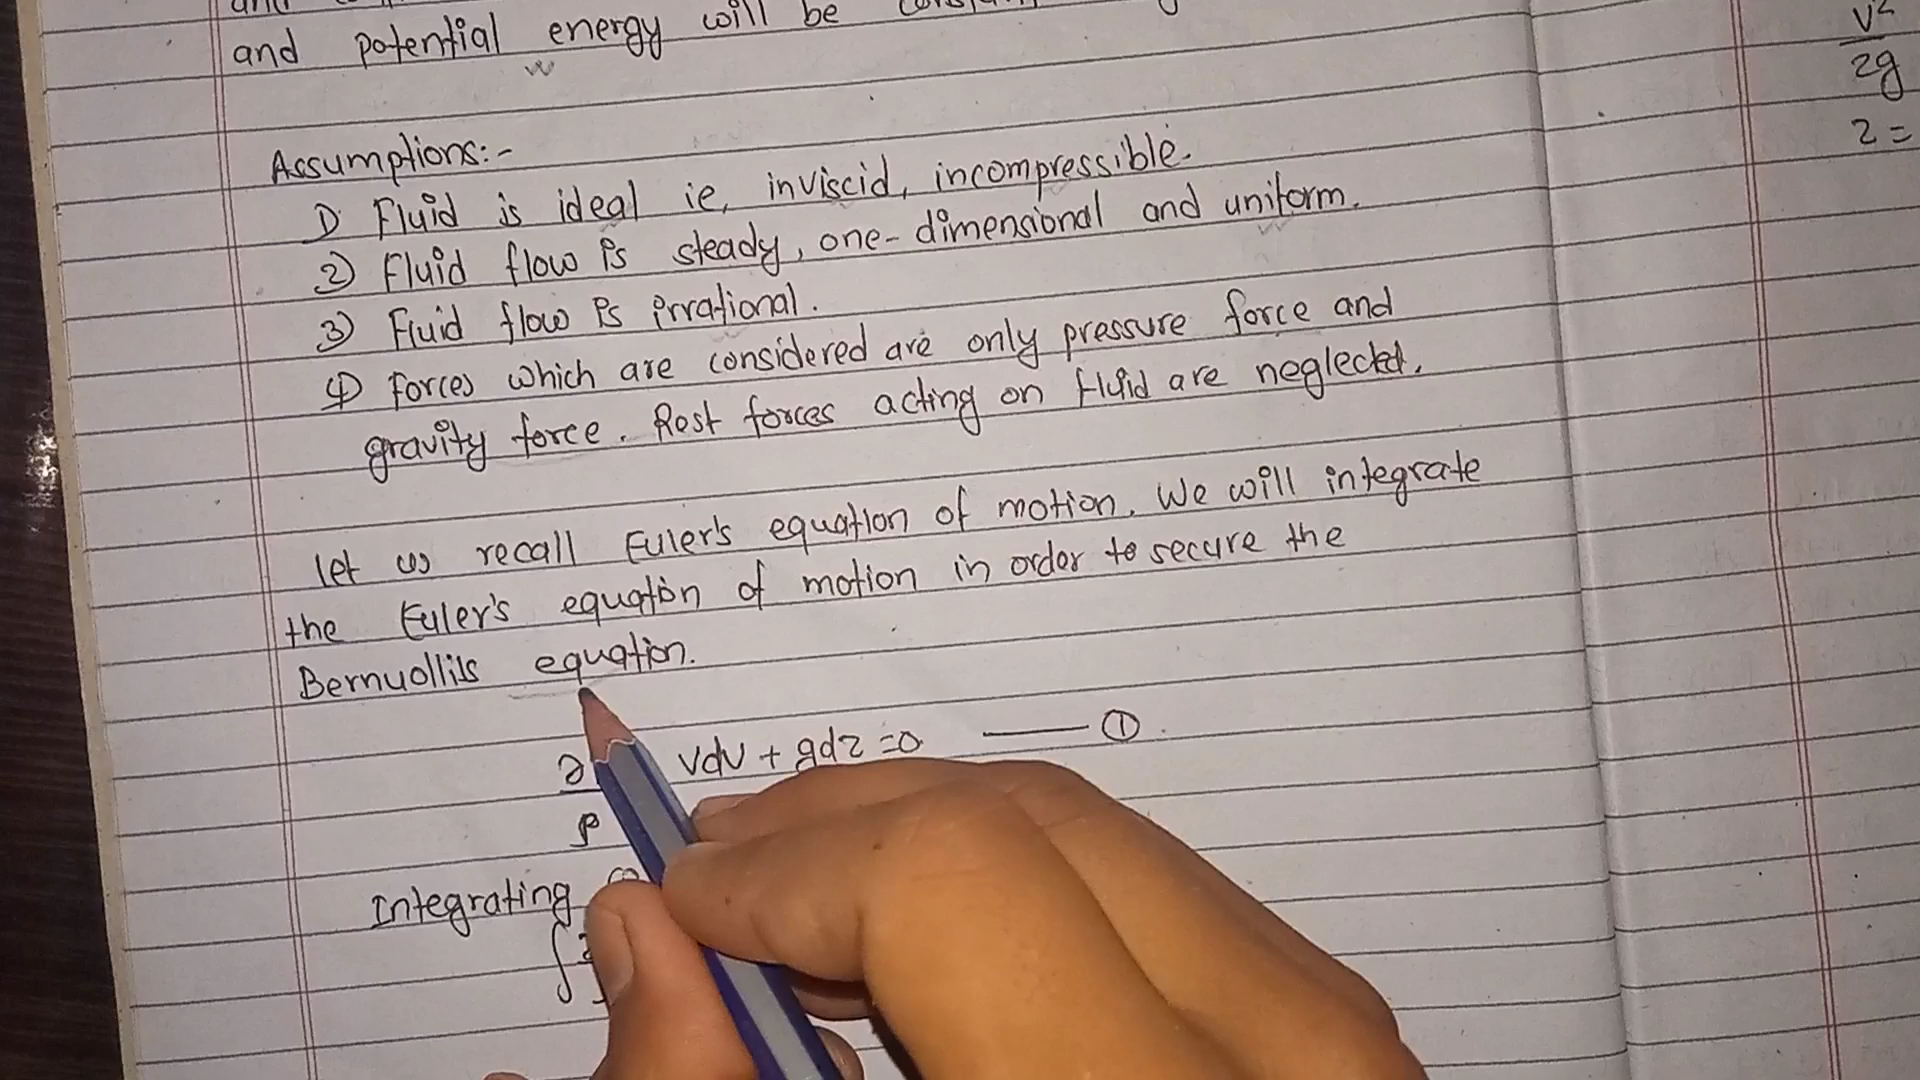 and potential energy will be
Assumptions:-
1) Fluid is ideal ie, inviscid, incompressible.
2) Fluid flow is steady, one-dimensional and uniform.
3) Fluid flow is irrational.
4) Forces which are considered are only pressure force and
gravity force. Rest forces acting on fluid are neglected.
Let us recall Euler's equation of motion. We will integrate
the Euler's equation of motion in order to secure the
Bernuollis equation.
∂ vdv + gdz =0 —— ①
ρ
Integrating
∫
v²
2g
z =